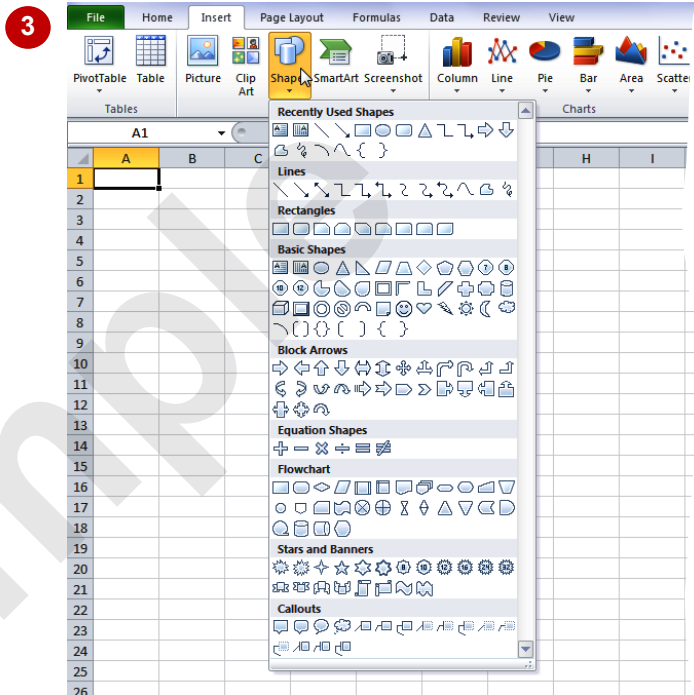 3
File Home Insert Page Layout Formulas Data Review View
PivotTable Table Picture Clip Art Shapes SmartArt Screenshot Column Line Pie Bar Area Scatte
Tables Charts
A1
A B C H I
1
2
3
4
5
6
7
8
9
10
11
12
13
14
15
16
17
18
19
20
21
22
23
24
25
26
Recently Used Shapes
Lines
Rectangles
Basic Shapes
Block Arrows
Equation Shapes
Flowchart
Stars and Banners
Callouts
mple